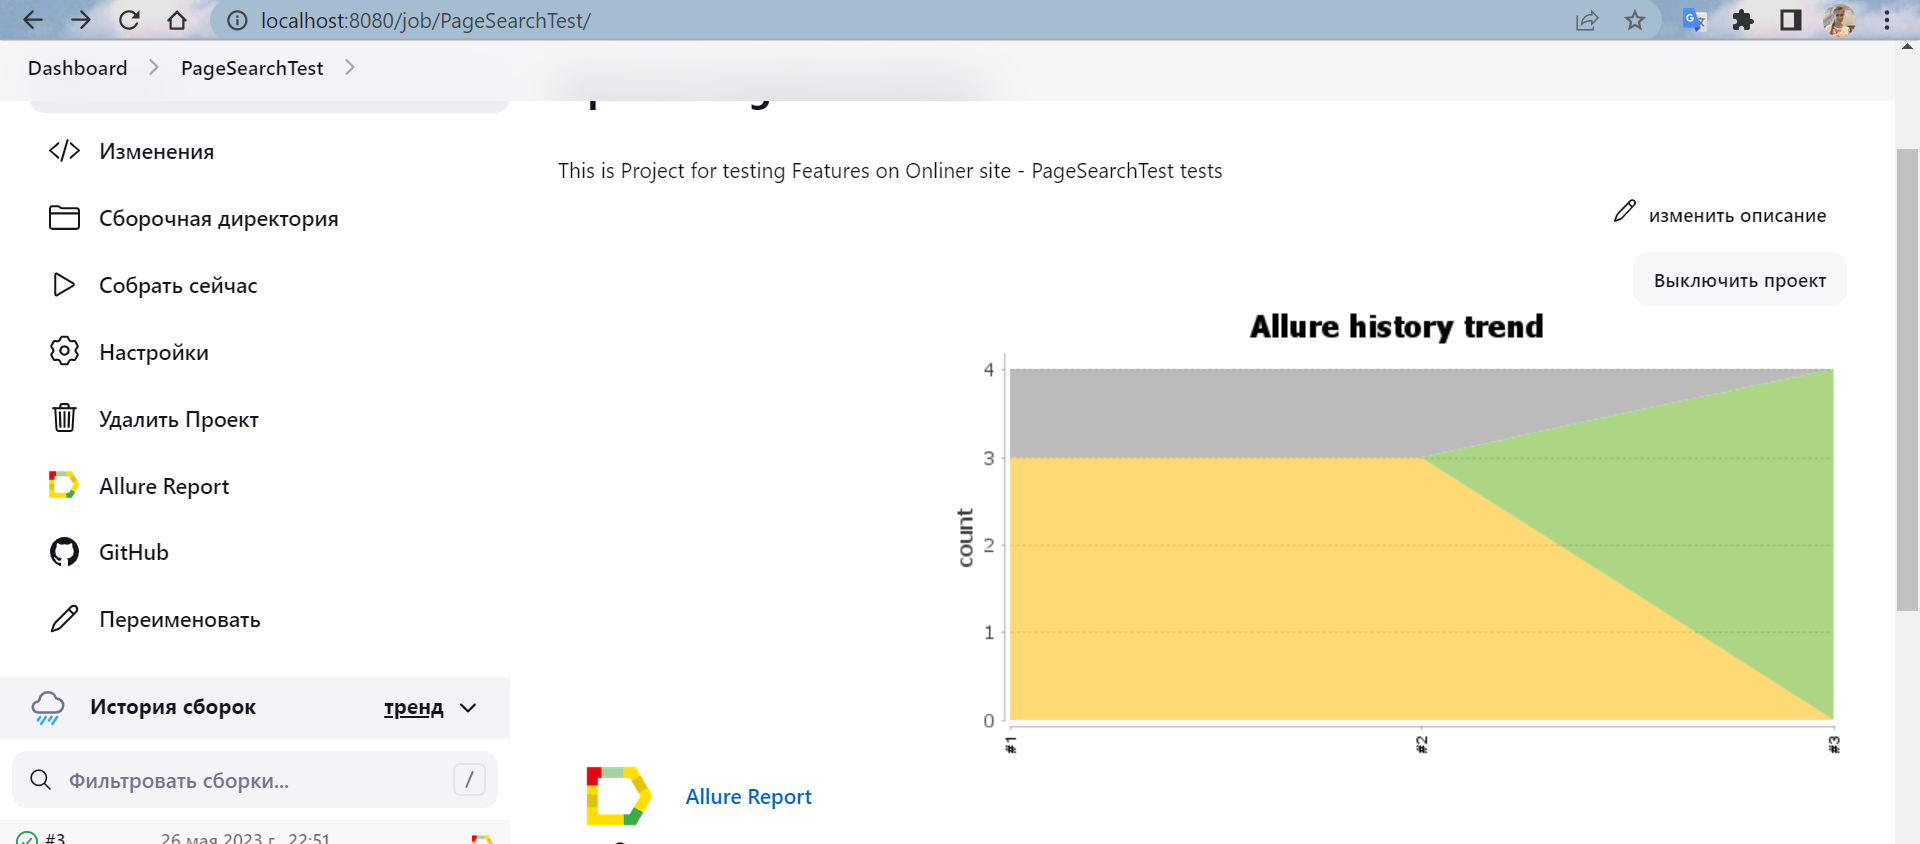 localhost:8080/job/PageSearchTest/
Dashboard
PageSearchTest
Изменения
Сборочная директория
Собрать сейчас
Настройки
Удалить Проект
Allure Report
GitHub
Переименовать
История сборок
тренд
Фильтровать сборки...
/
#3
26 мая 2023 г., 22:51
This is Project for testing Features on Onliner site - PageSearchTest tests
изменить описание
Выключить проект
Allure history trend
4
3
2
1
0
count
#1
#2
#3
Allure Report